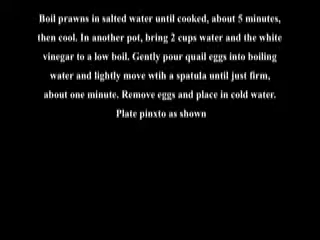 Boil prawns in salted water until cooked, about 5 minutes,
then cool. In another pot, bring 2 cups water and the white
vinegar to a low boil. Gently pour quail eggs into boiling
water and lightly move wtih a spatula until just firm,
about one minute. Remove eggs and place in cold water.
Plate pinxto as shown